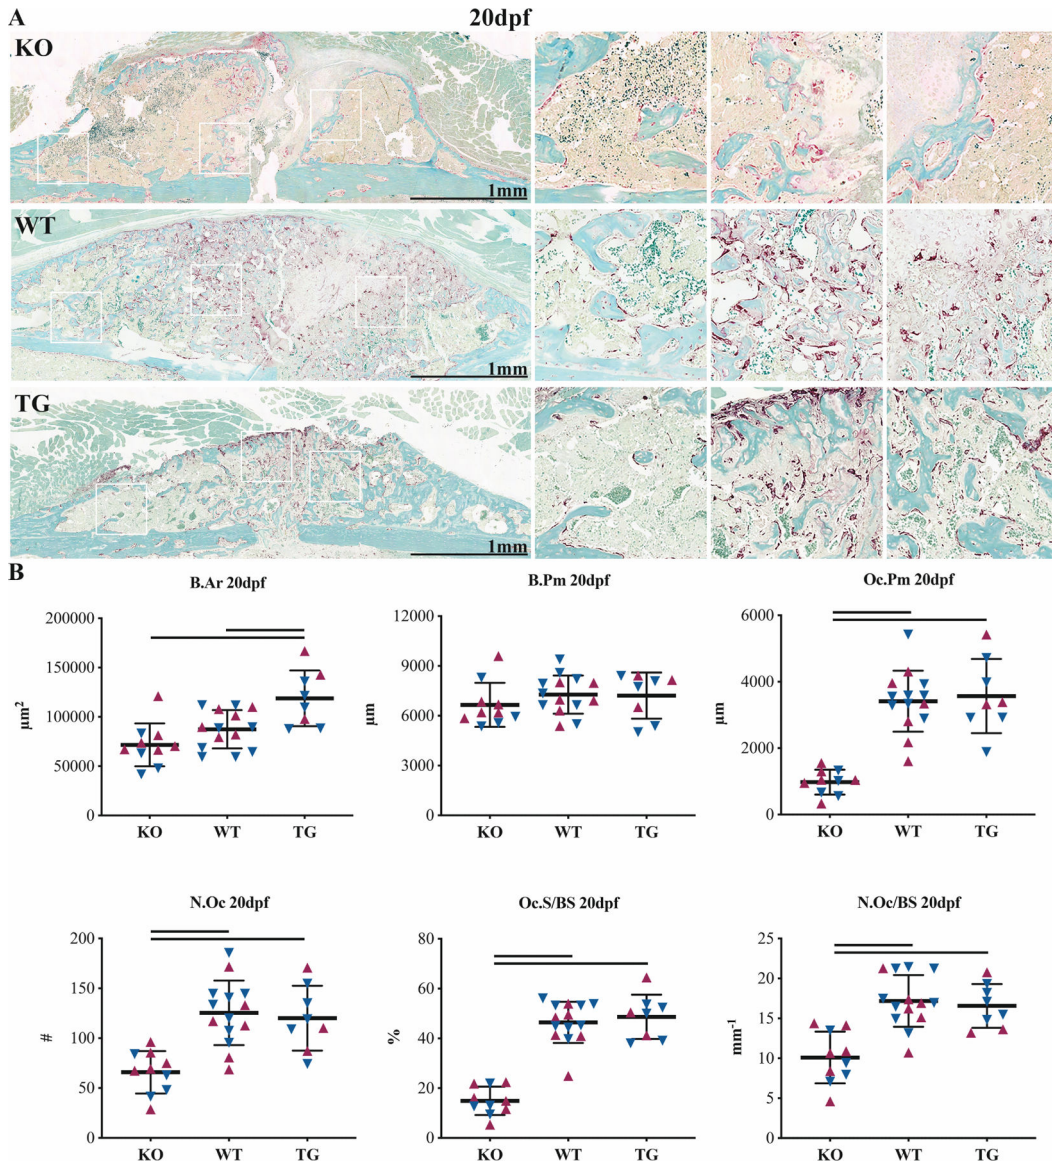 A
20dpf
KO
1mm
WT
1mm
TG
1mm
B
B.Ar 20dpf
200000
150000
100000
50000
0
µm²
KO WT TG
B.Pm 20dpf
12000
9000
6000
3000
0
µm
KO WT TG
Oc.Pm 20dpf
6000
4000
2000
0
µm
KO WT TG
N.Oc 20dpf
200
150
100
50
0
#
KO WT TG
Oc.S/BS 20dpf
80
60
40
20
0
%
KO WT TG
N.Oc/BS 20dpf
25
20
15
10
5
0
mm⁻¹
KO WT TG